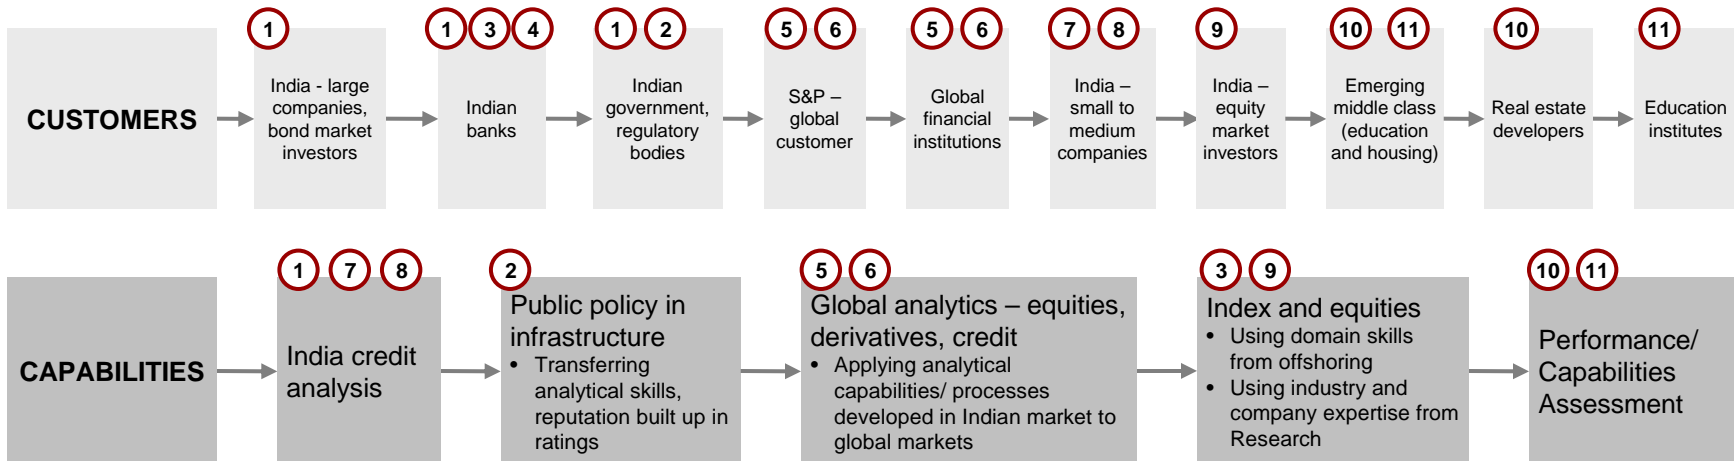 1
1 3 4
1 2
5 6
5 6
7 8
9
10 11
10
11
CUSTOMERS
India - large
companies,
bond market
investors
Indian
banks
Indian
government,
regulatory
bodies
S&P –
global
customer
Global
financial
institutions
India –
small to
medium
companies
India –
equity
market
investors
Emerging
middle class
(education
and housing)
Real estate
developers
Education
institutes
1 7 8
2
5 6
3 9
10 11
CAPABILITIES
India credit
analysis
Public policy in
infrastructure
• Transferring
analytical skills,
reputation built up in
ratings
Global analytics – equities,
derivatives, credit
• Applying analytical
capabilities/ processes
developed in Indian market to
global markets
Index and equities
• Using domain skills
from offshoring
• Using industry and
company expertise from
Research
Performance/
Capabilities
Assessment